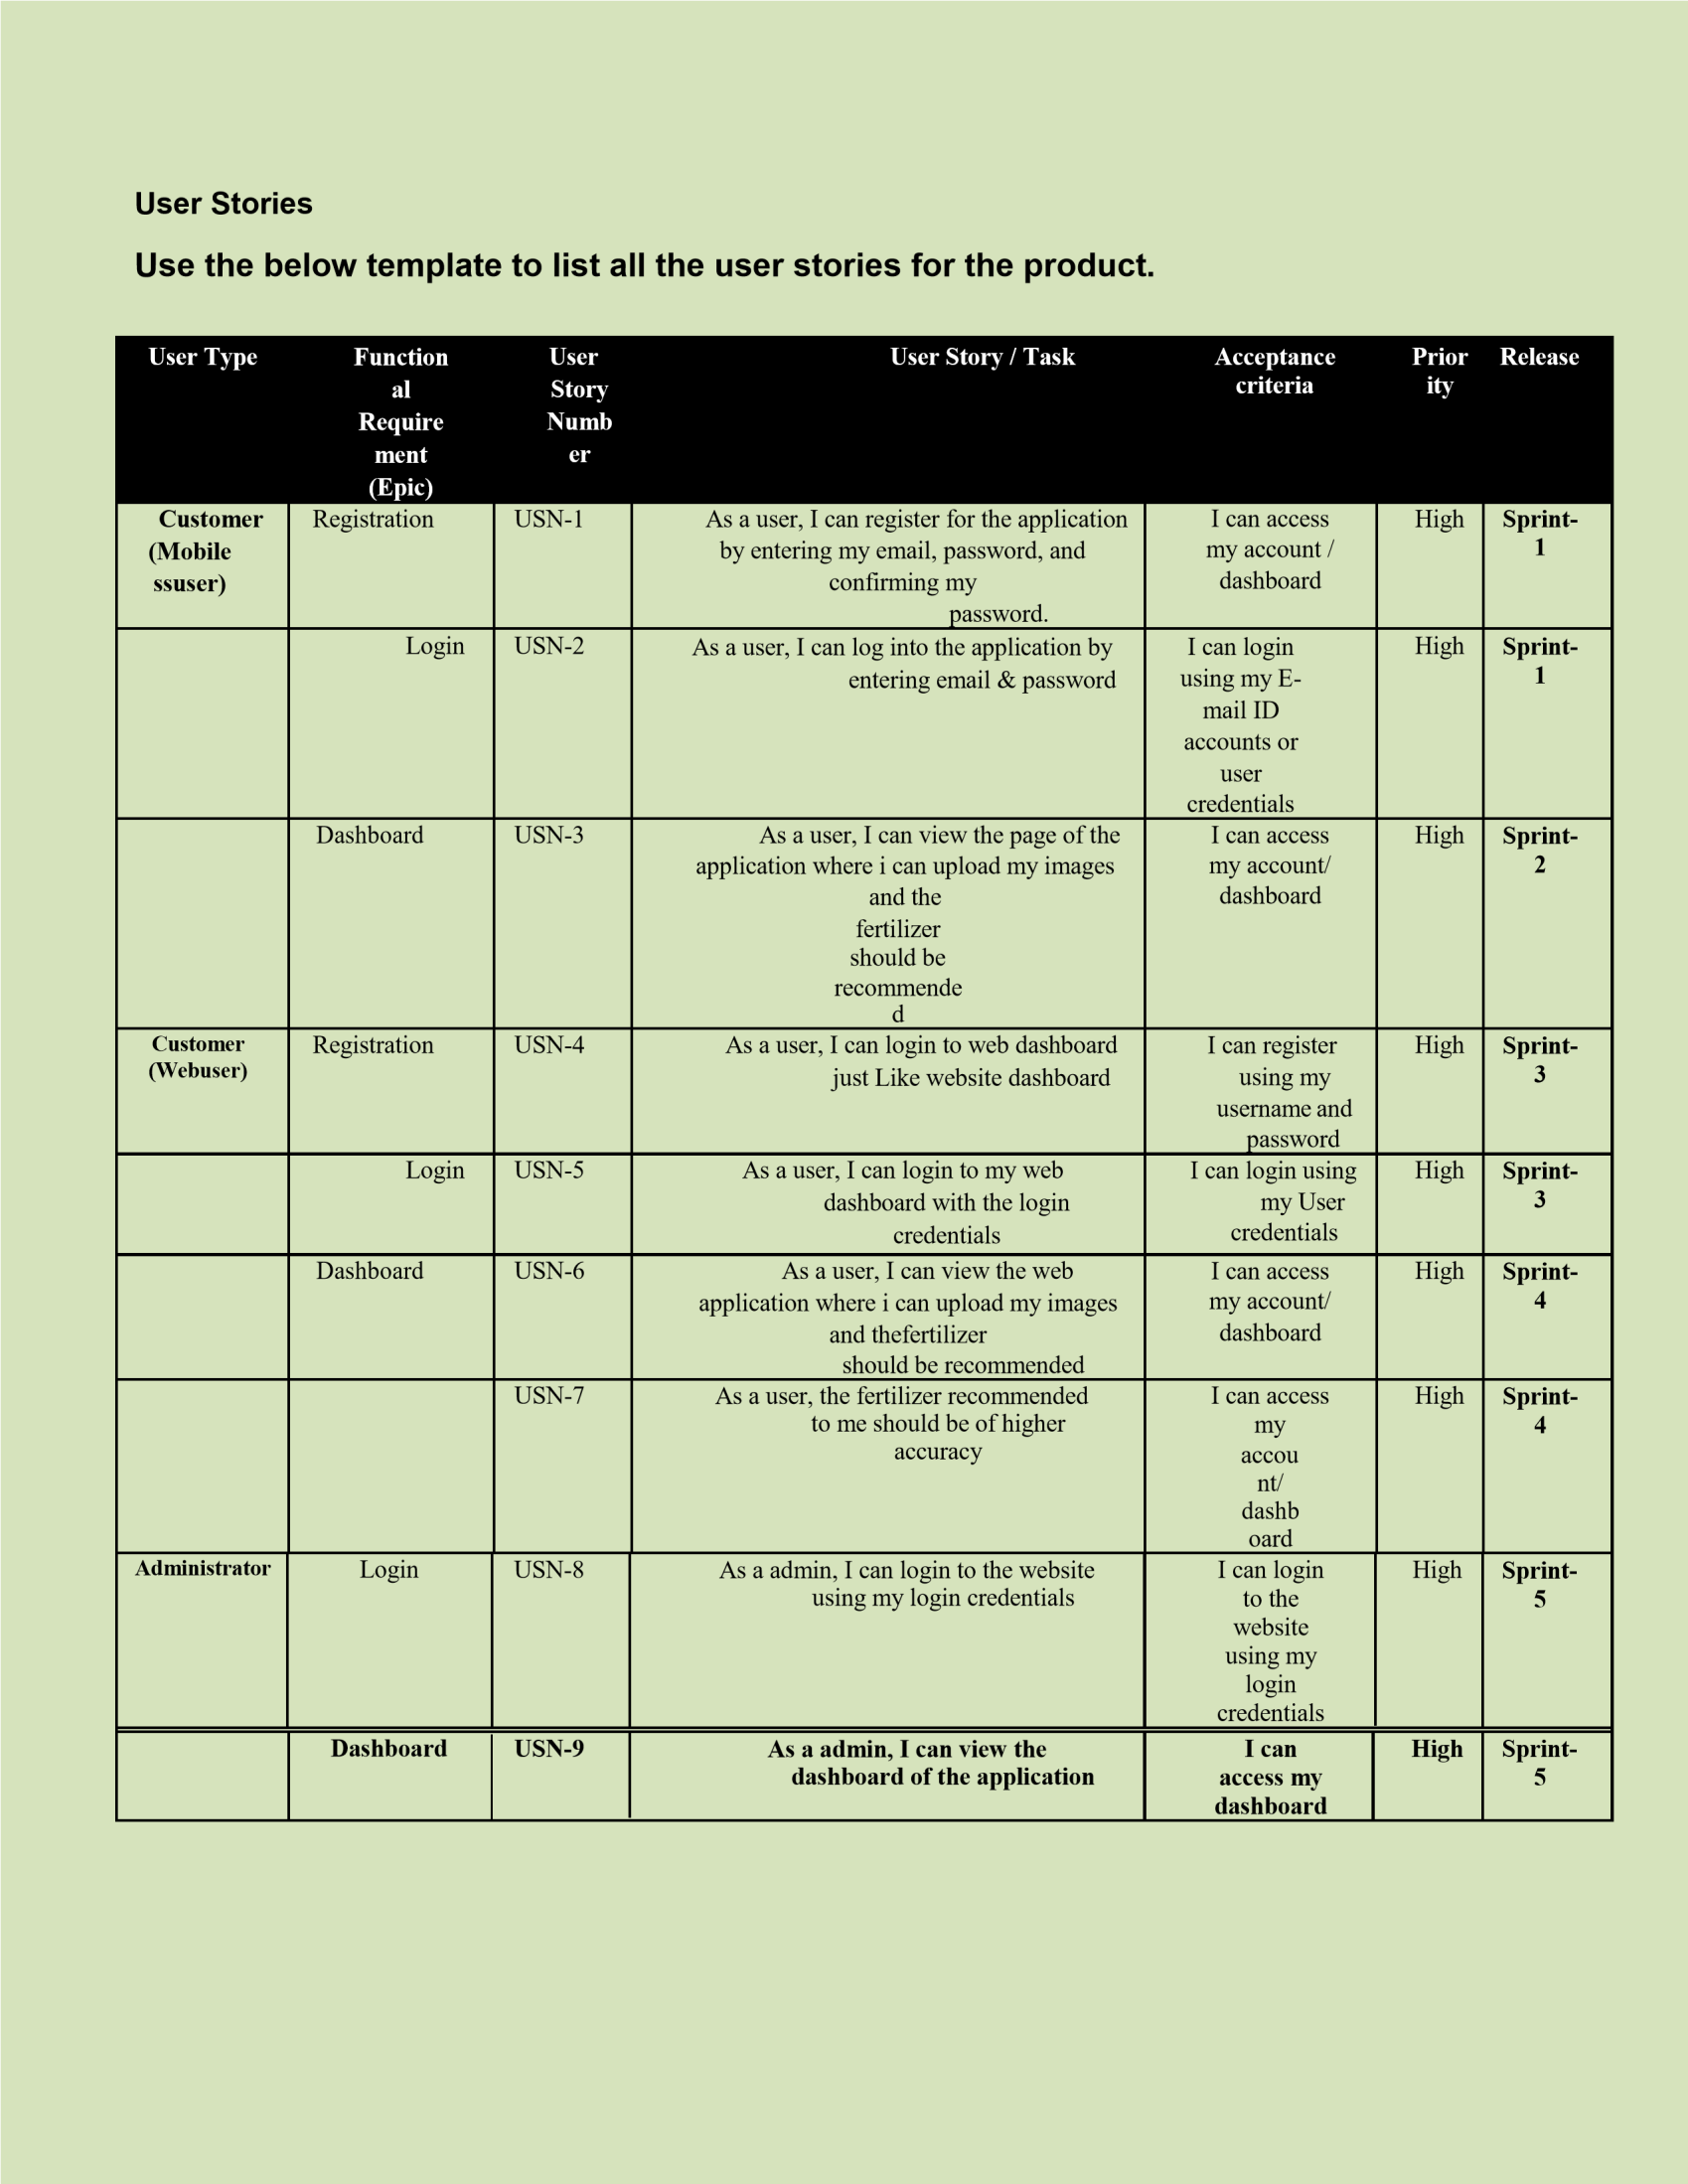 User Stories
Use the below template to list all the user stories for the product.
User Type
Function
al
Require
ment
(Epic)
User
Story
Numb
er
User Story / Task
Acceptance
criteria
Prior
ity
Release
Customer
(Mobile
ssuser)
Registration
USN-1
As a user, I can register for the application
by entering my email, password, and
confirming my
password.
I can access
my account /
dashboard
High
Sprint-
1
Login
USN-2
As a user, I can log into the application by
entering email & password
I can login
using my E-
mail ID
accounts or
user
credentials
High
Sprint-
1
Dashboard
USN-3
As a user, I can view the page of the
application where i can upload my images
and the
fertilizer
should be
recommende
d
I can access
my account/
dashboard
High
Sprint-
2
Customer
(Webuser)
Registration
USN-4
As a user, I can login to web dashboard
just Like website dashboard
I can register
using my
username and
password
High
Sprint-
3
Login
USN-5
As a user, I can login to my web
dashboard with the login
credentials
I can login using
my User
credentials
High
Sprint-
3
Dashboard
USN-6
As a user, I can view the web
application where i can upload my images
and thefertilizer
should be recommended
I can access
my account/
dashboard
High
Sprint-
4
USN-7
As a user, the fertilizer recommended
to me should be of higher
accuracy
I can access
my
accou
nt/
dashb
oard
High
Sprint-
4
Administrator
Login
USN-8
As a admin, I can login to the website
using my login credentials
I can login
to the
website
using my
login
credentials
High
Sprint-
5
Dashboard
USN-9
As a admin, I can view the
dashboard of the application
I can
access my
dashboard
High
Sprint-
5